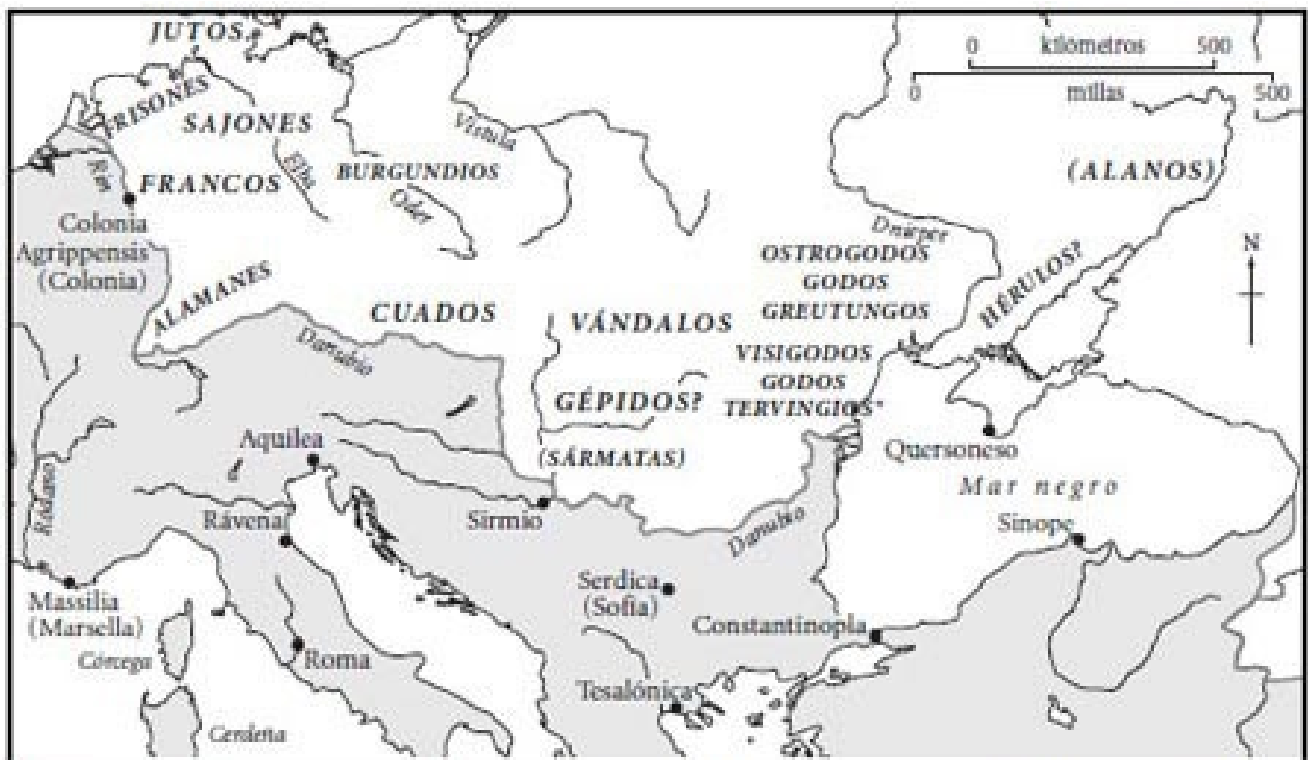 JUTOS
0 kilómetros 500
0 millas 500
FRISONES
SAJONES
Vístula
Rin
FRANCOS
Elba
BURGUNDIOS
Oder
(ALANOS)
Colonia
Agrippensis
(Colonia)
Dniéper
OSTROGODOS
GODOS
GREUTUNGOS
HÉRULOS?
N
ALAMANES
CUADOS
VÁNDALOS
Danubio
VISIGODOS
GODOS
TERVINGIOS"
GÉPIDOS?
Aquilea
(SÁRMATAS)
Quersoneso
Mar negro
Ródano
Rávena
Sirmio
Danubio
Sinope
Massilia
(Marsella)
Serdica
(Sofia)
Constantinopla
Córcega
Roma
Tesalónica
Cerdeña